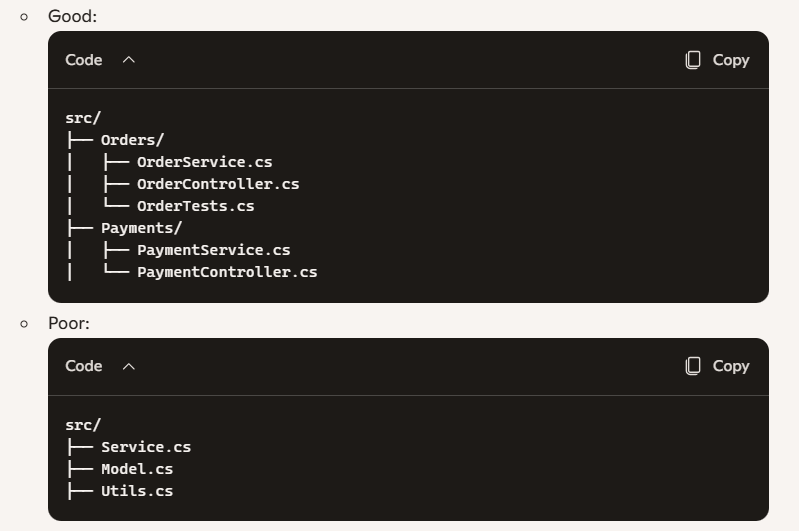 Good:
Code Copy
src/
├── Orders/
│   ├── OrderService.cs
│   ├── OrderController.cs
│   └── OrderTests.cs
├── Payments/
│   ├── PaymentService.cs
│   └── PaymentController.cs
Poor:
Code Copy
src/
├── Service.cs
├── Model.cs
├── Utils.cs